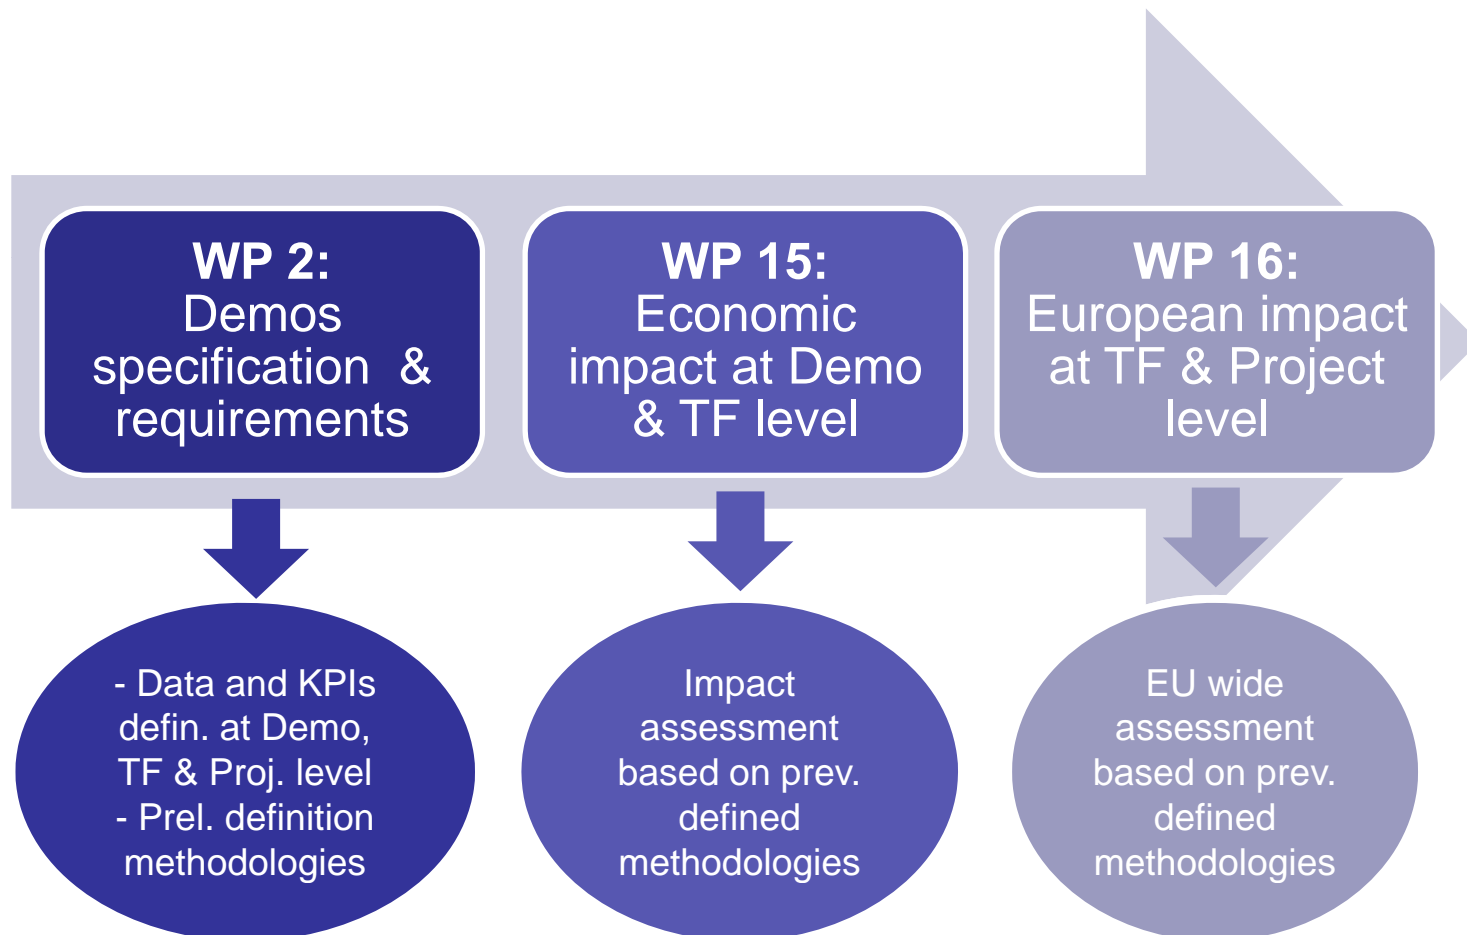 WP 2:
Demos
specification  &
requirements
WP 15:
Economic
impact at Demo
& TF level
WP 16:
European impact
at TF & Project
level
- Data and KPIs
defin. at Demo,
TF & Proj. level
- Prel. definition
methodologies
Impact
assessment
based on prev.
defined
methodologies
EU wide
assessment
based on prev.
defined
methodologies